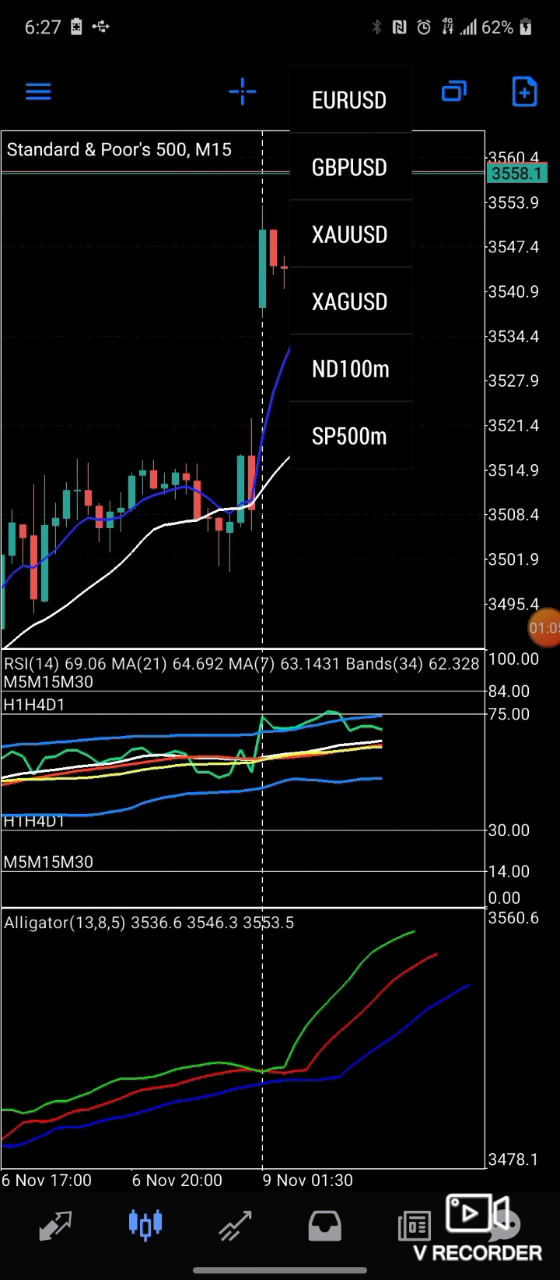 6:27
4G
62%
EURUSD
GBPUSD
XAUUSD
XAGUSD
ND100m
SP500m
Standard & Poor's 500, M15
3560.4
3558.1
3553.9
3547.4
3540.9
3534.4
3527.9
3521.4
3514.9
3508.4
3501.9
3495.4
RSI(14) 69.06 MA(21) 64.692 MA(7) 63.1431 Bands(34) 62.328
M5M15M30
H1H4D1
H1H4D1
M5M15M30
100.00
84.00
75.00
30.00
14.00
0.00
Alligator(13,8,5) 3536.6 3546.3 3553.5
3560.6
3478.1
6 Nov 17:00
6 Nov 20:00
9 Nov 01:30
V RECORDER